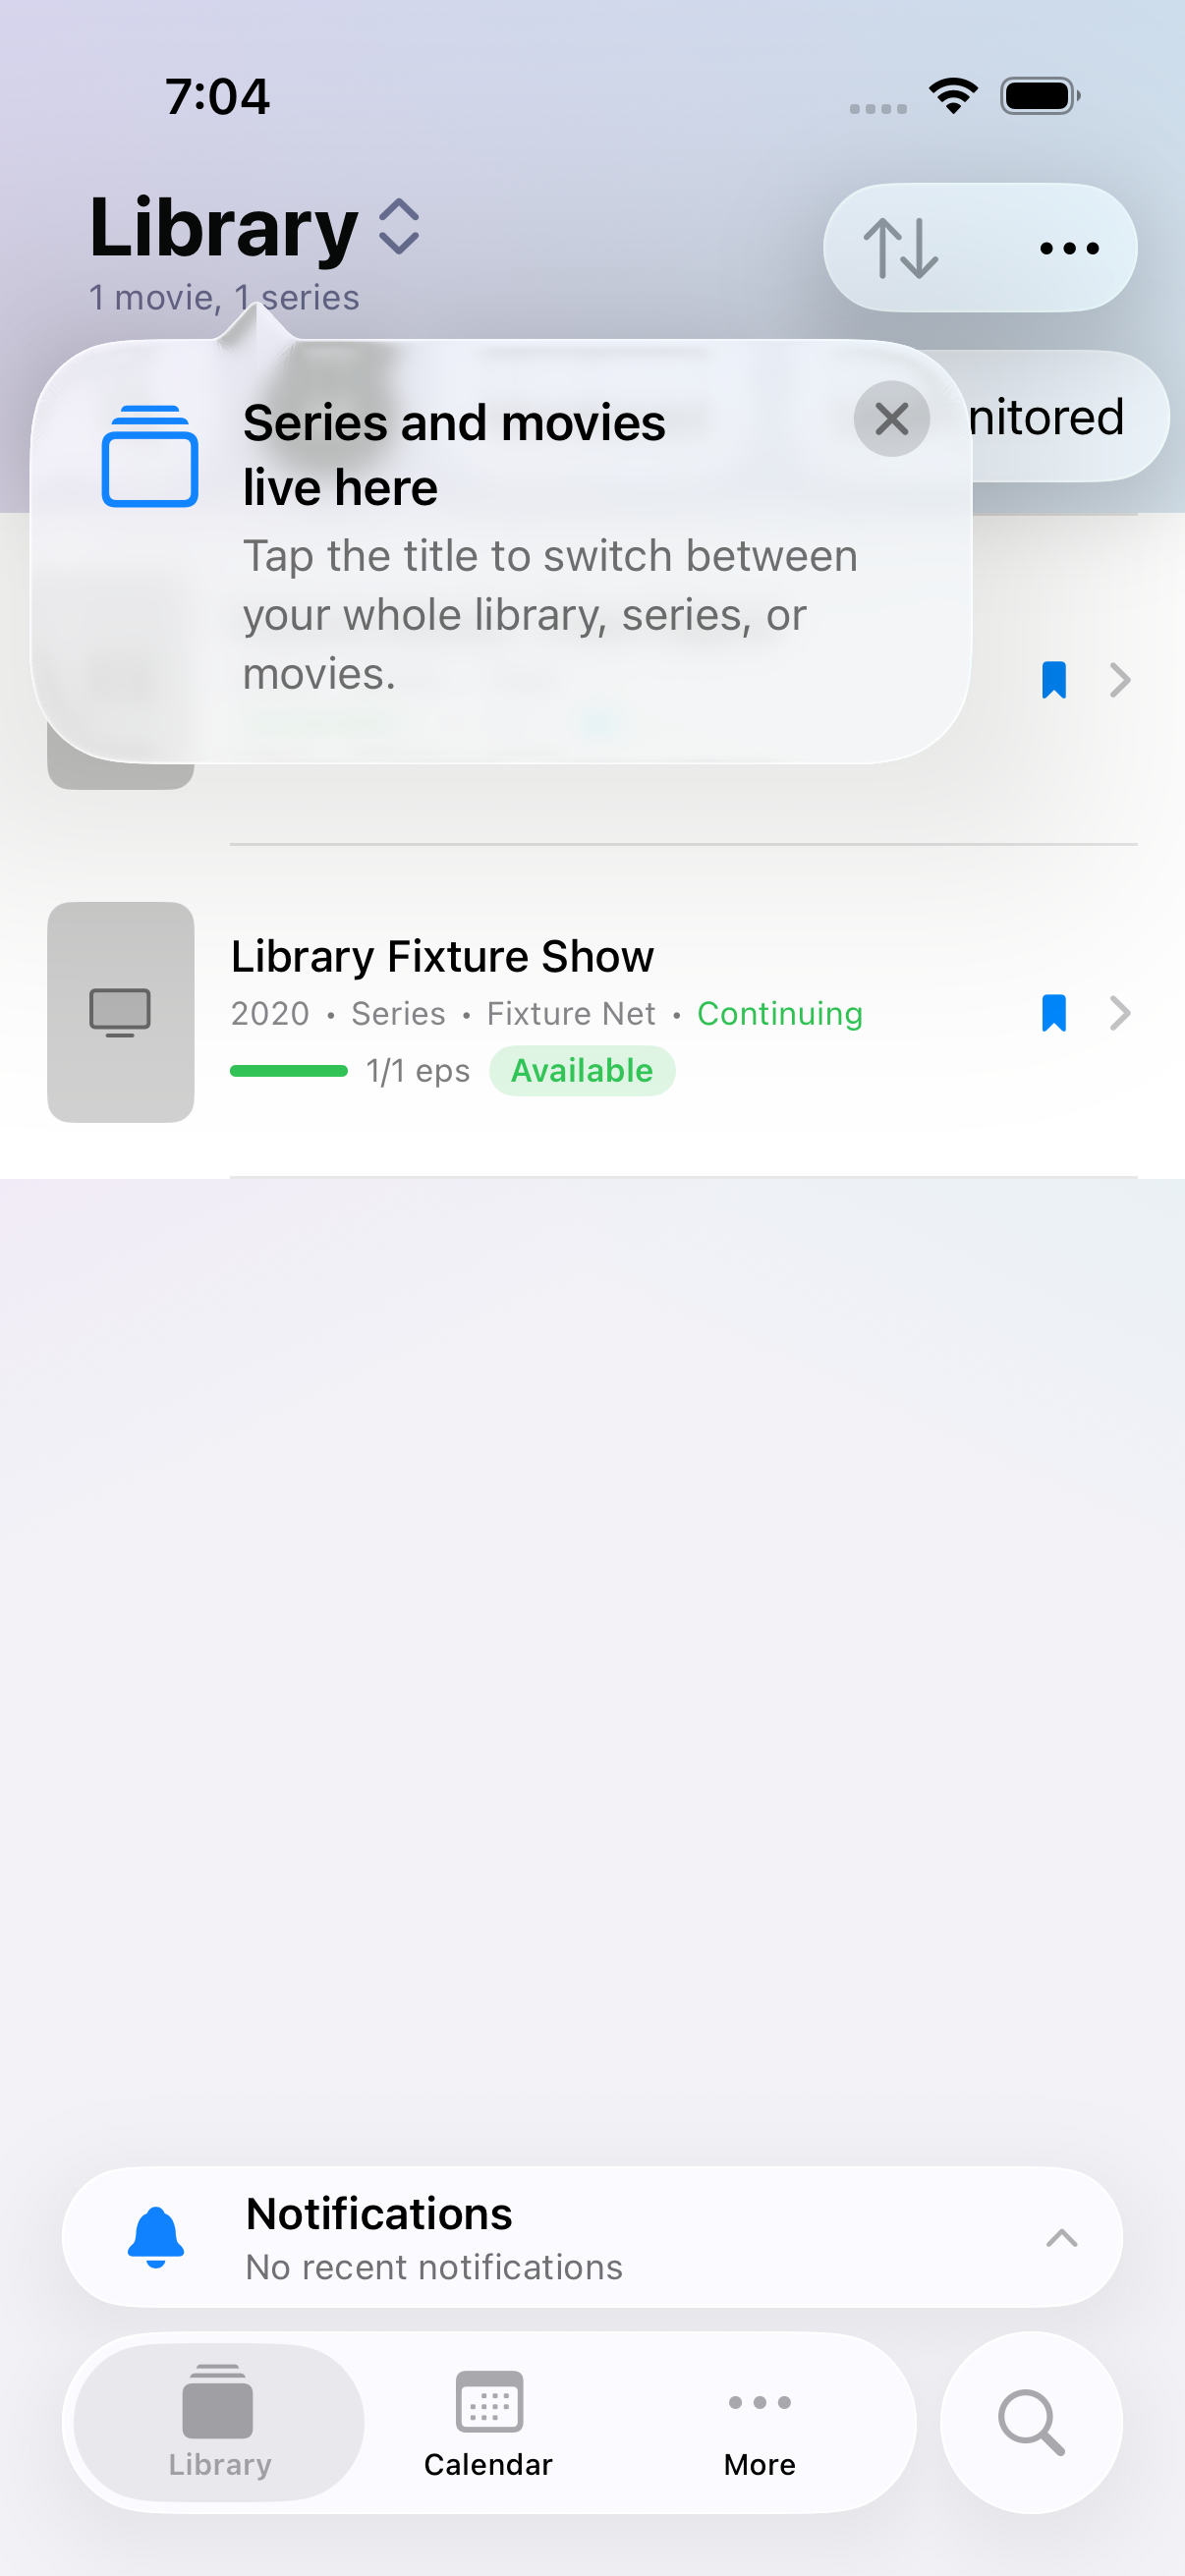 7:04
Library
1 movie, 1 series
nitored
Series and movies
live here
Tap the title to switch between
your whole library, series, or
movies.
Library Fixture Show
2020 • Series • Fixture Net • Continuing
1/1 eps Available
Notifications
No recent notifications
Library
Calendar
More